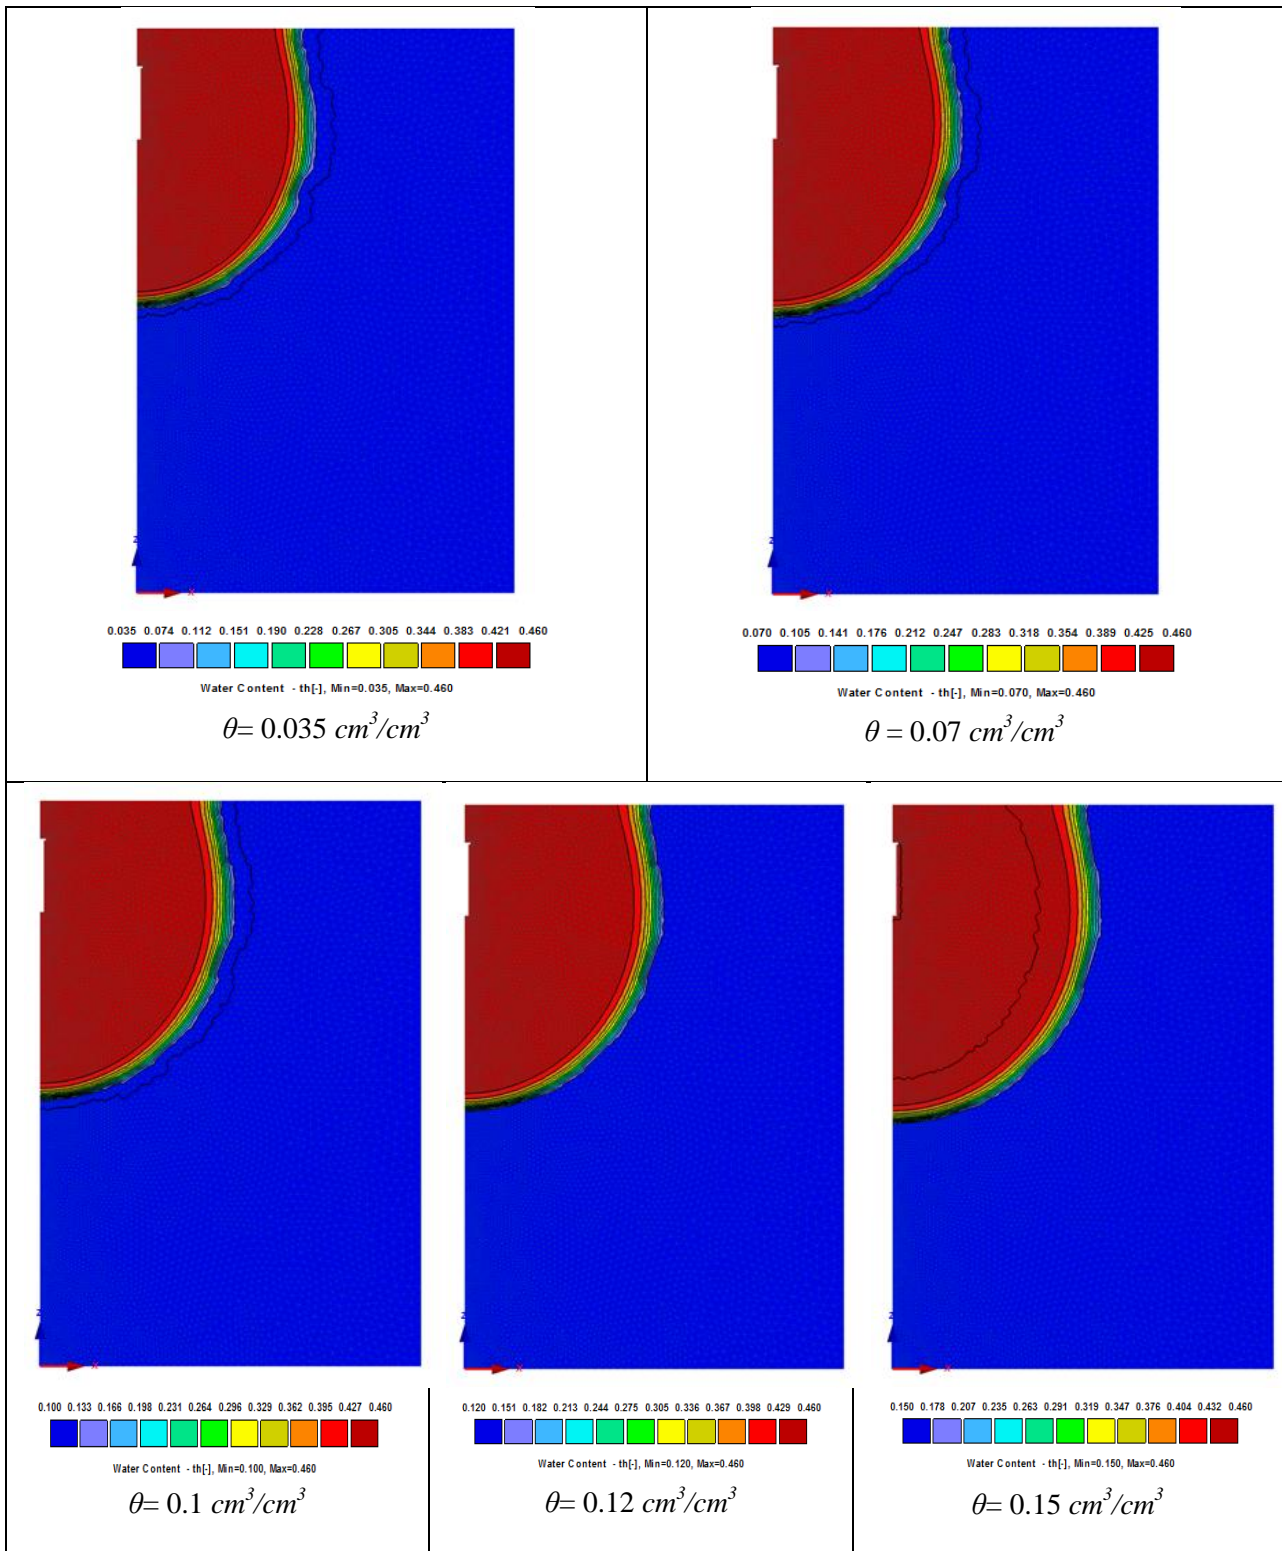 z
x
0.035 0.074 0.112 0.151 0.190 0.228 0.267 0.305 0.344 0.383 0.421 0.460
Water Content - th[-], Min=0.035, Max=0.460
θ= 0.035 cm³/cm³
z
x
0.070 0.105 0.141 0.176 0.212 0.247 0.283 0.318 0.354 0.389 0.425 0.460
Water Content - th[-], Min=0.070, Max=0.460
θ = 0.07 cm³/cm³
z
x
0.100 0.133 0.166 0.198 0.231 0.264 0.296 0.329 0.362 0.395 0.427 0.460
Water Content - th[-], Min=0.100, Max=0.460
θ= 0.1 cm³/cm³
z
x
0.120 0.151 0.182 0.213 0.244 0.275 0.305 0.336 0.367 0.398 0.429 0.460
Water Content - th[-], Min=0.120, Max=0.460
θ= 0.12 cm³/cm³
z
x
0.150 0.178 0.207 0.235 0.263 0.291 0.319 0.347 0.376 0.404 0.432 0.460
Water Content - th[-], Min=0.150, Max=0.460
θ= 0.15 cm³/cm³